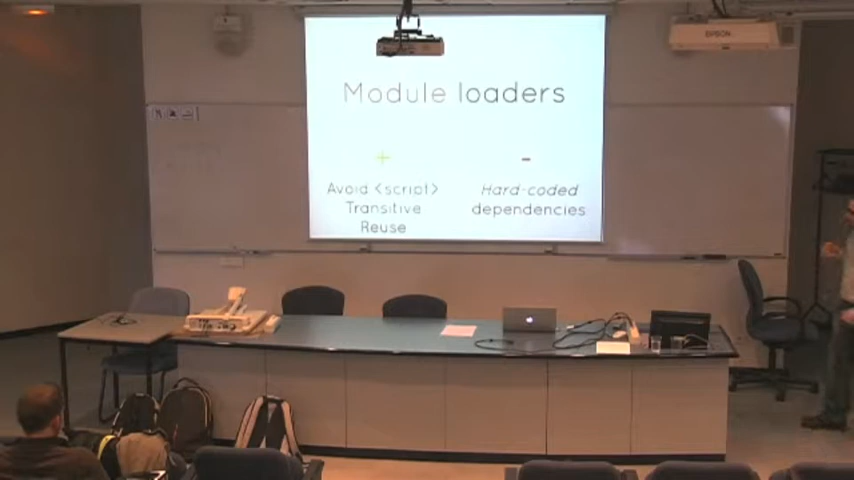 EPSON
Module loaders
+
-
Avoid <script>
Transitive
Reuse
Hard-coded
dependencies